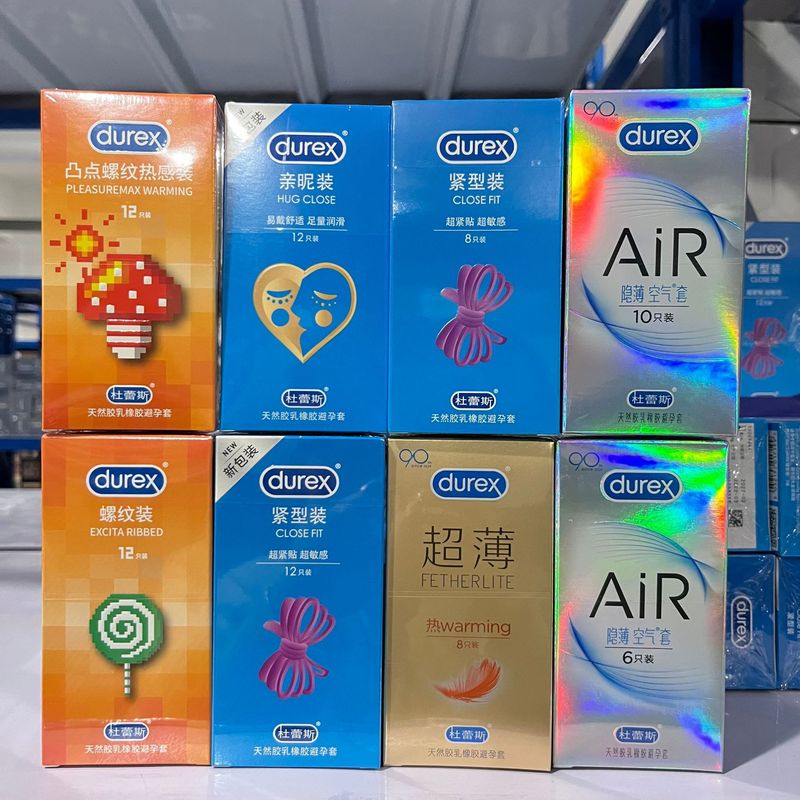 durex
凸点螺纹热感装
PLEASUREMAX WARMING
12只装
杜蕾斯
天然胶乳橡胶避孕套
durex
亲昵装
HUG CLOSE
易戴舒适 足量润滑
12只装
杜蕾斯
天然胶乳橡胶避孕套
durex
紧型装
CLOSE FIT
超紧贴 超敏感
8只装
杜蕾斯
天然胶乳橡胶避孕套
90
durex
AiR
隐薄 空气套
10只装
杜蕾斯
天然胶乳橡胶避孕套
durex
紧型装
CLOSE FIT
durex
螺纹装
EXCITA RIBBED
12只装
杜蕾斯
天然胶乳橡胶避孕套
NEW
新包装
durex
紧型装
CLOSE FIT
超紧贴 超敏感
12只装
杜蕾斯
天然胶乳橡胶避孕套
90
durex
超薄
FETHERLITE
热warming
8只装
杜蕾斯
天然胶乳橡胶避孕套
90
durex
AiR
隐薄 空气套
6只装
杜蕾斯
天然胶乳橡胶避孕套
durex